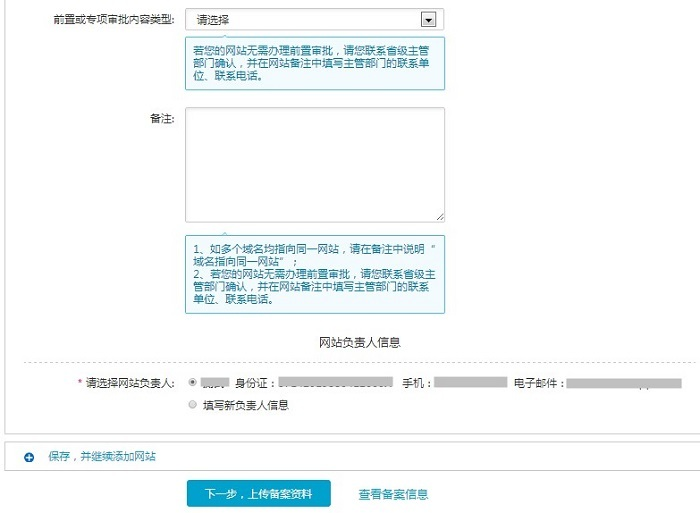 前置或专项审批内容类型: 请选择
若您的网站无需办理前置审批，请您联系省级主管
部门确认，并在网站备注中填写主管部门的联系单
位、联系电话。
备注:
1、如多个域名均指向同一网站，请在备注中说明“
域名指向同一网站”；
2、若您的网站无需办理前置审批，请您联系省级主
管部门确认，并在网站备注中填写主管部门的联系
单位、联系电话。
网站负责人信息
* 请选择网站负责人: 身份证： 手机： 电子邮件：
填写新负责人信息
保存，并继续添加网站
下一步，上传备案资料 查看备案信息